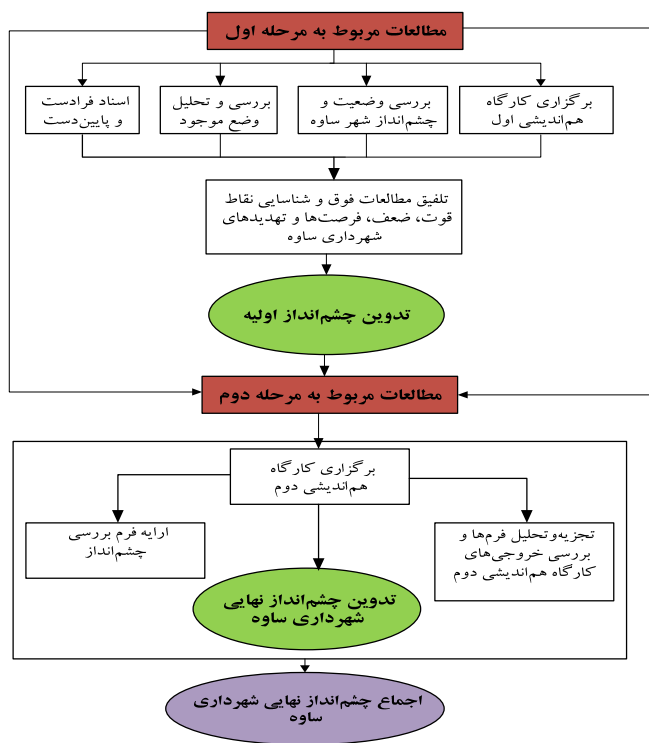 مطالعات مربوط به مرحله اول
برگزاری کارگاه
هم‌اندیشی اول
بررسی وضعیت و
چشم‌انداز شهر ساوه
بررسی و تحلیل
وضع موجود
اسناد فرادست
و پایین‌دست
تلفیق مطالعات فوق و شناسایی نقاط
قوت، ضعف، فرصت‌ها و تهدیدهای
شهرداری ساوه
تدوین چشم‌انداز اولیه
مطالعات مربوط به مرحله دوم
برگزاری کارگاه
هم‌اندیشی دوم
تجزیه‌وتحلیل فرم‌ها و
بررسی خروجی‌های
کارگاه هم‌اندیشی دوم
ارایه فرم بررسی
چشم‌انداز
تدوین چشم‌انداز نهایی
شهرداری ساوه
اجماع چشم‌انداز نهایی شهرداری
ساوه